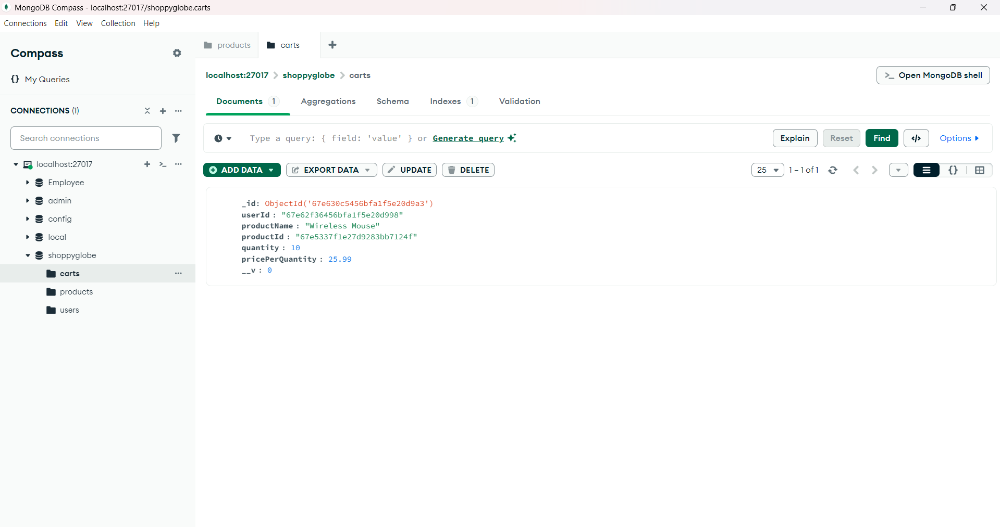 MongoDB Compass - localhost:27017/shoppyglobe.carts
Connections Edit View Collection Help
Compass
{} My Queries
CONNECTIONS (1)
Search connections
localhost:27017
Employee
admin
config
local
shoppyglobe
carts
products
users
products carts
localhost:27017 > shoppyglobe > carts
>_ Open MongoDB shell
Documents 1 Aggregations Schema Indexes 1 Validation
Type a query: { field: 'value' } or Generate query
Explain Reset Find </> Options
ADD DATA EXPORT DATA UPDATE DELETE
25 1 – 1 of 1 {}
_id: ObjectId('67e630c5456bfa1f5e20d9a3')
userId : "67e62f36456bfa1f5e20d998"
productName : "Wireless Mouse"
productId : "67e5337f1e27d9283bb7124f"
quantity : 10
pricePerQuantity : 25.99
__v : 0